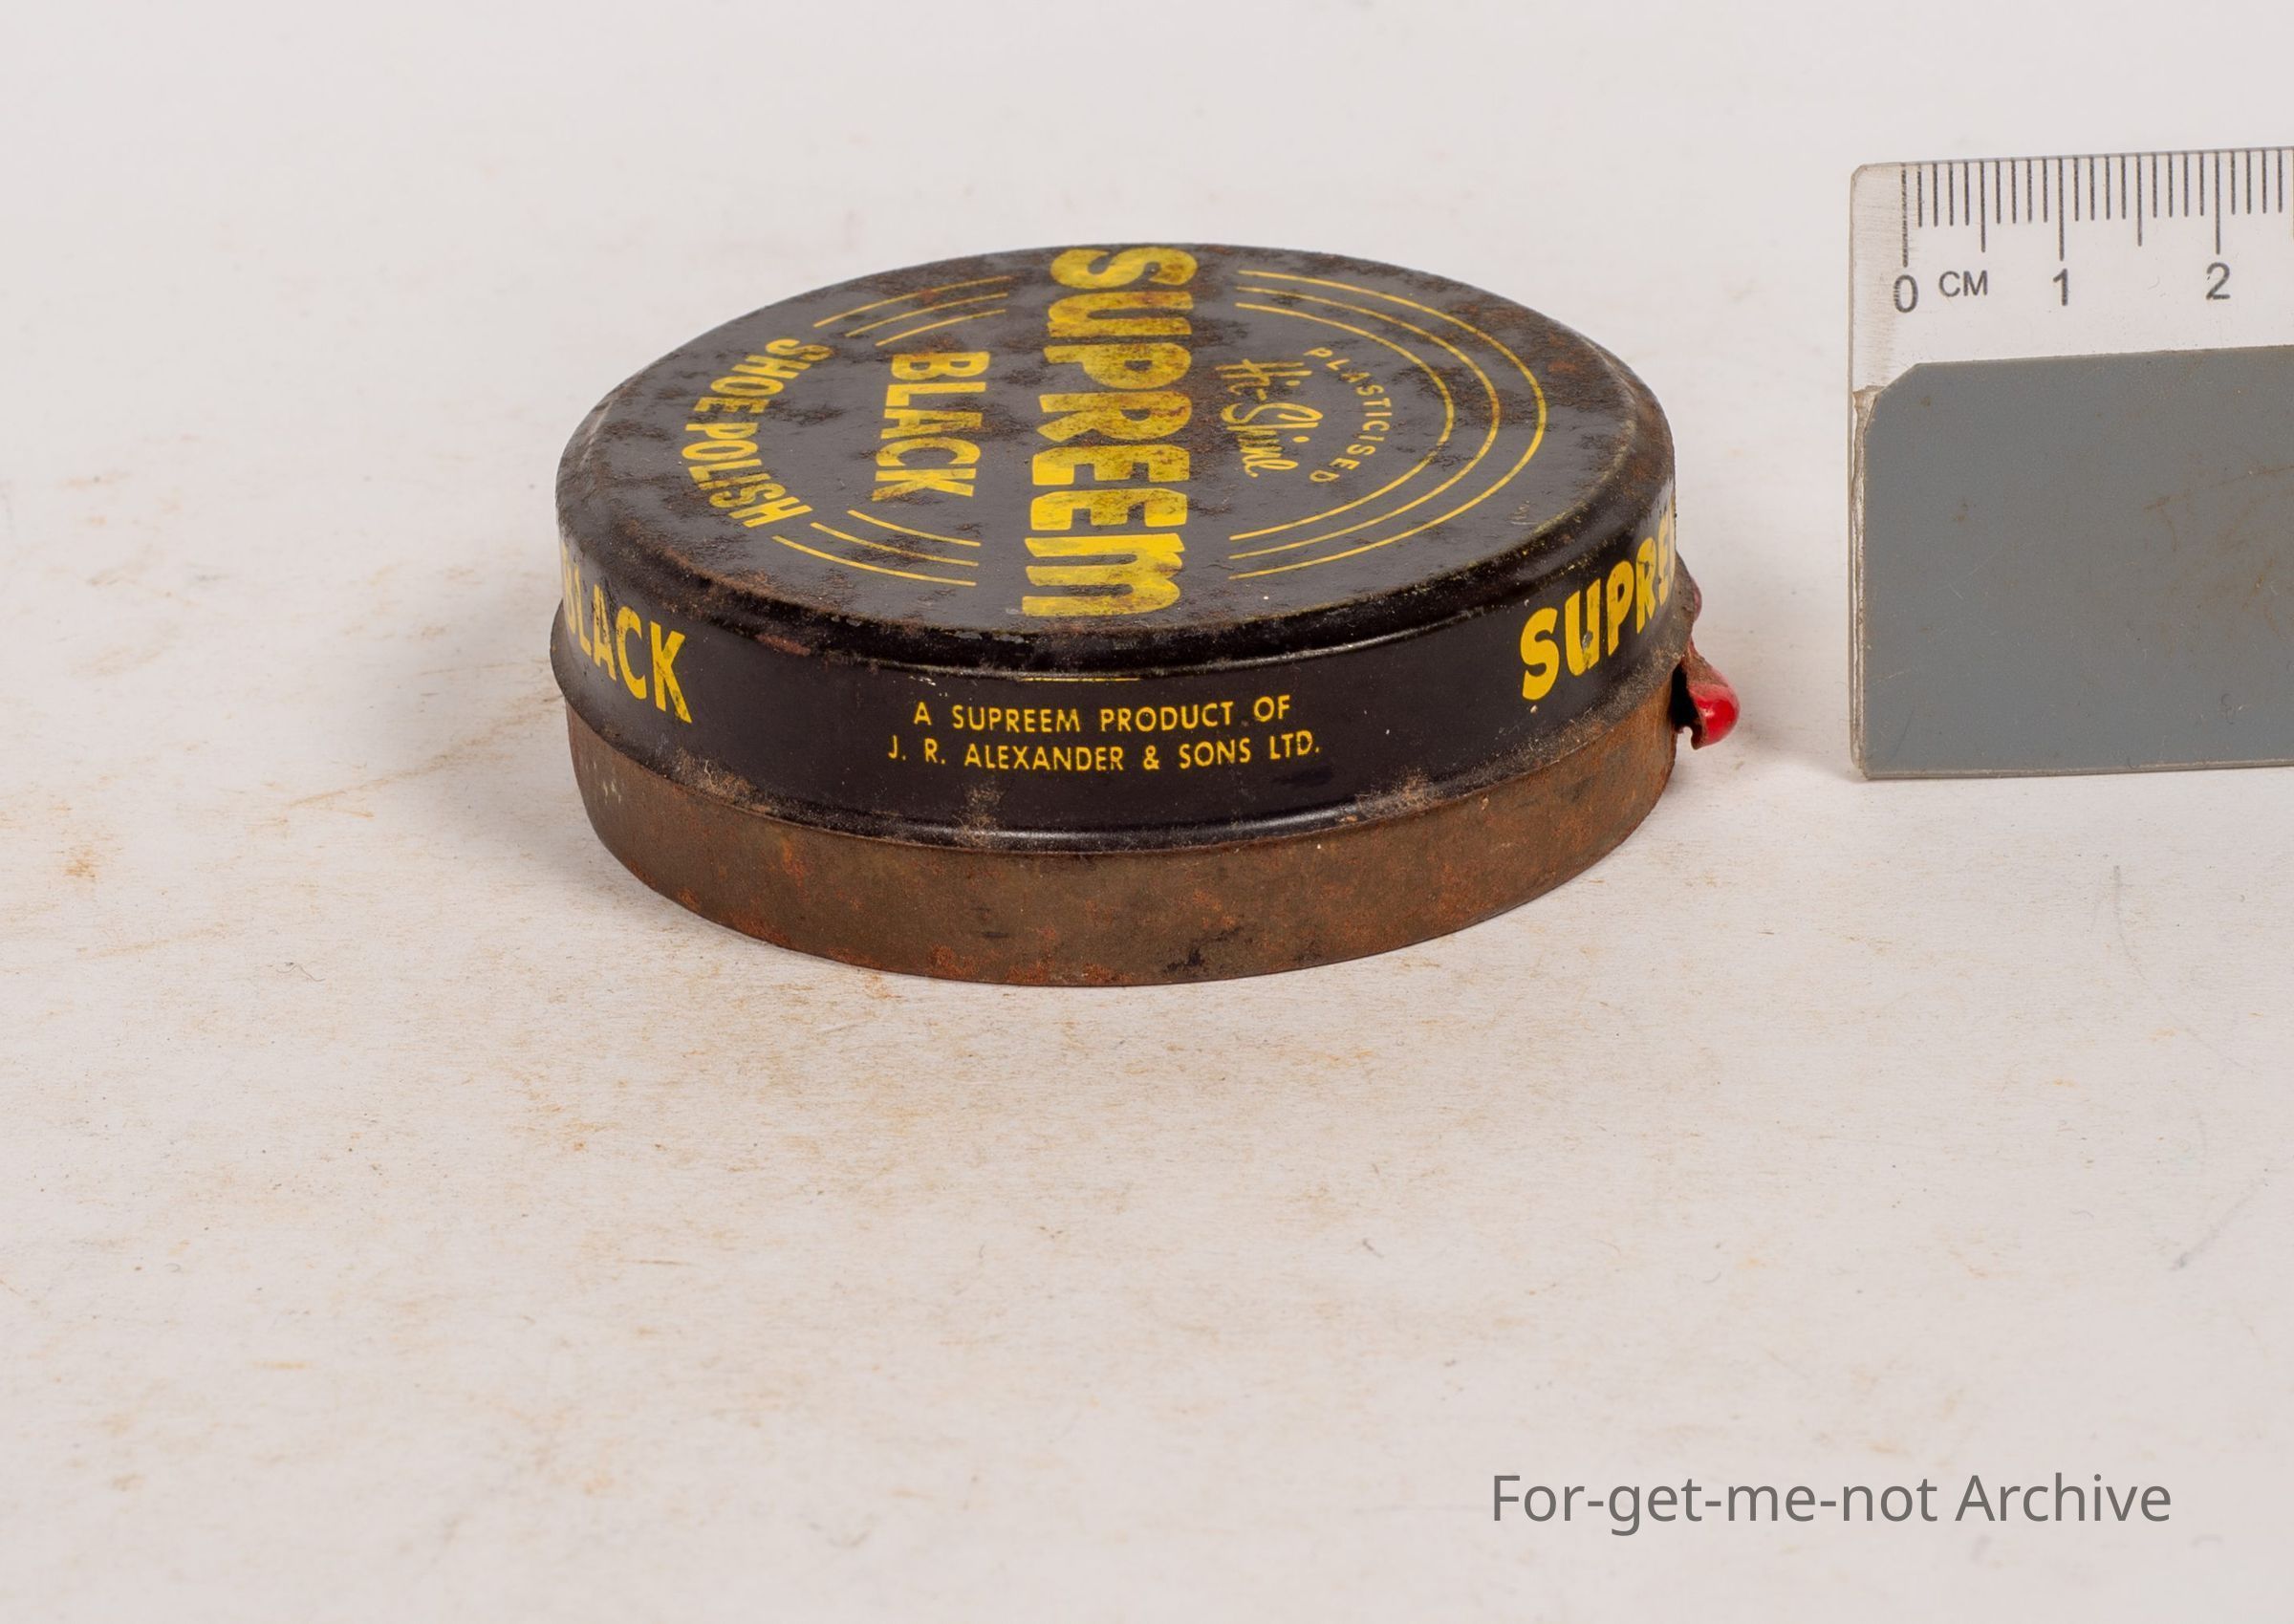 PLASTICISED
Hi-Shine
SUPREEM
BLACK
SHOE POLISH
BLACK
A SUPREEM PRODUCT OF
J. R. ALEXANDER & SONS LTD.
SUPREE
0 CM 1 2
For-get-me-not Archive